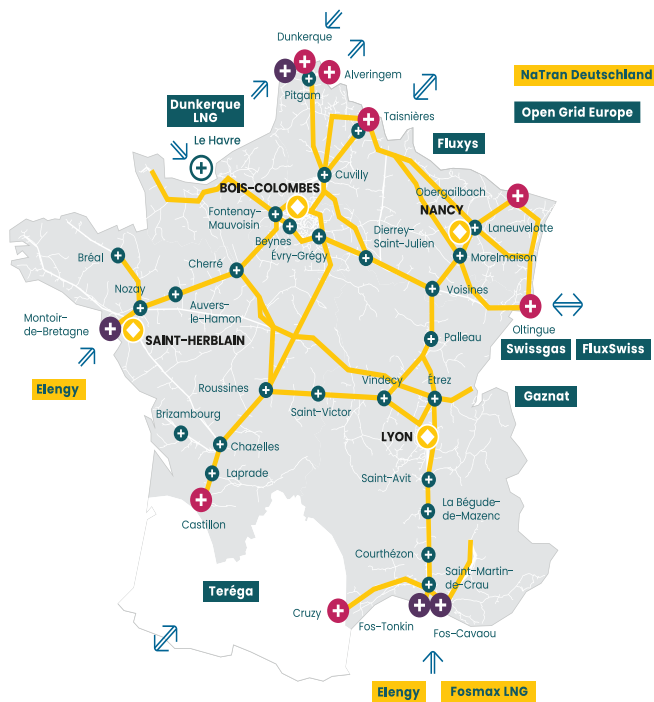 Dunkerque
Alveringem
NaTran Deutschland
Pitgam
Dunkerque
LNG
Taisnières
Open Grid Europe
Le Havre
Fluxys
Cuvilly
BOIS-COLOMBES
Obergailbach
NANCY
Fontenay-
Mauvoisin
Laneuvelotte
Beynes
Dierrey-
Saint-Julien
Évry-Grégy
Morelmaison
Bréal
Cherré
Nozay
Voisines
Auvers-
le-Hamon
Montoir-
de-Bretagne
Oltingue
SAINT-HERBLAIN
Palleau
Swissgas
FluxSwiss
Elengy
Roussines
Vindecy
Étrez
Gaznat
Saint-Victor
Brizambourg
LYON
Chazelles
Laprade
Saint-Avit
La Bégude-
de-Mazenc
Castillon
Courthézon
Saint-Martin-
de-Crau
Teréga
Cruzy
Fos-Tonkin
Fos-Cavaou
Elengy
Fosmax LNG